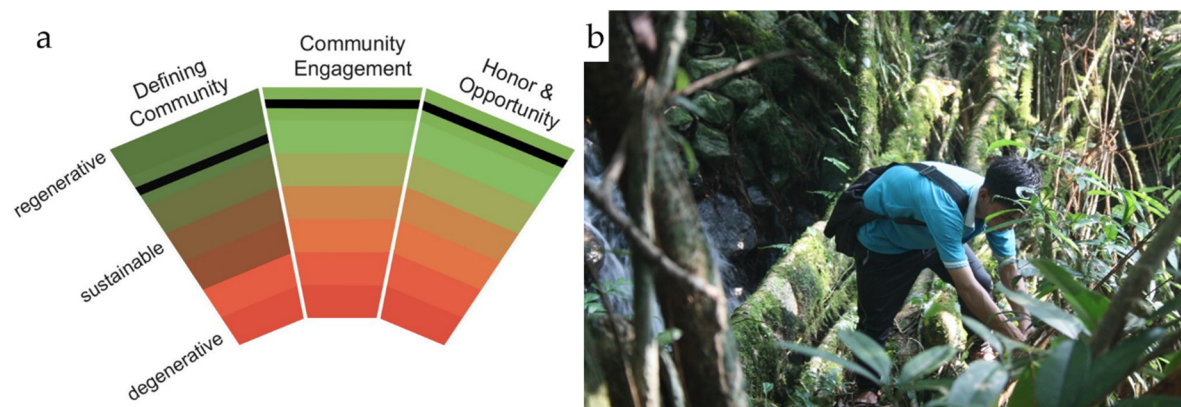 a
Defining
Community
Community
Engagement
Honor &
Opportunity
regenerative
sustainable
degenerative
b